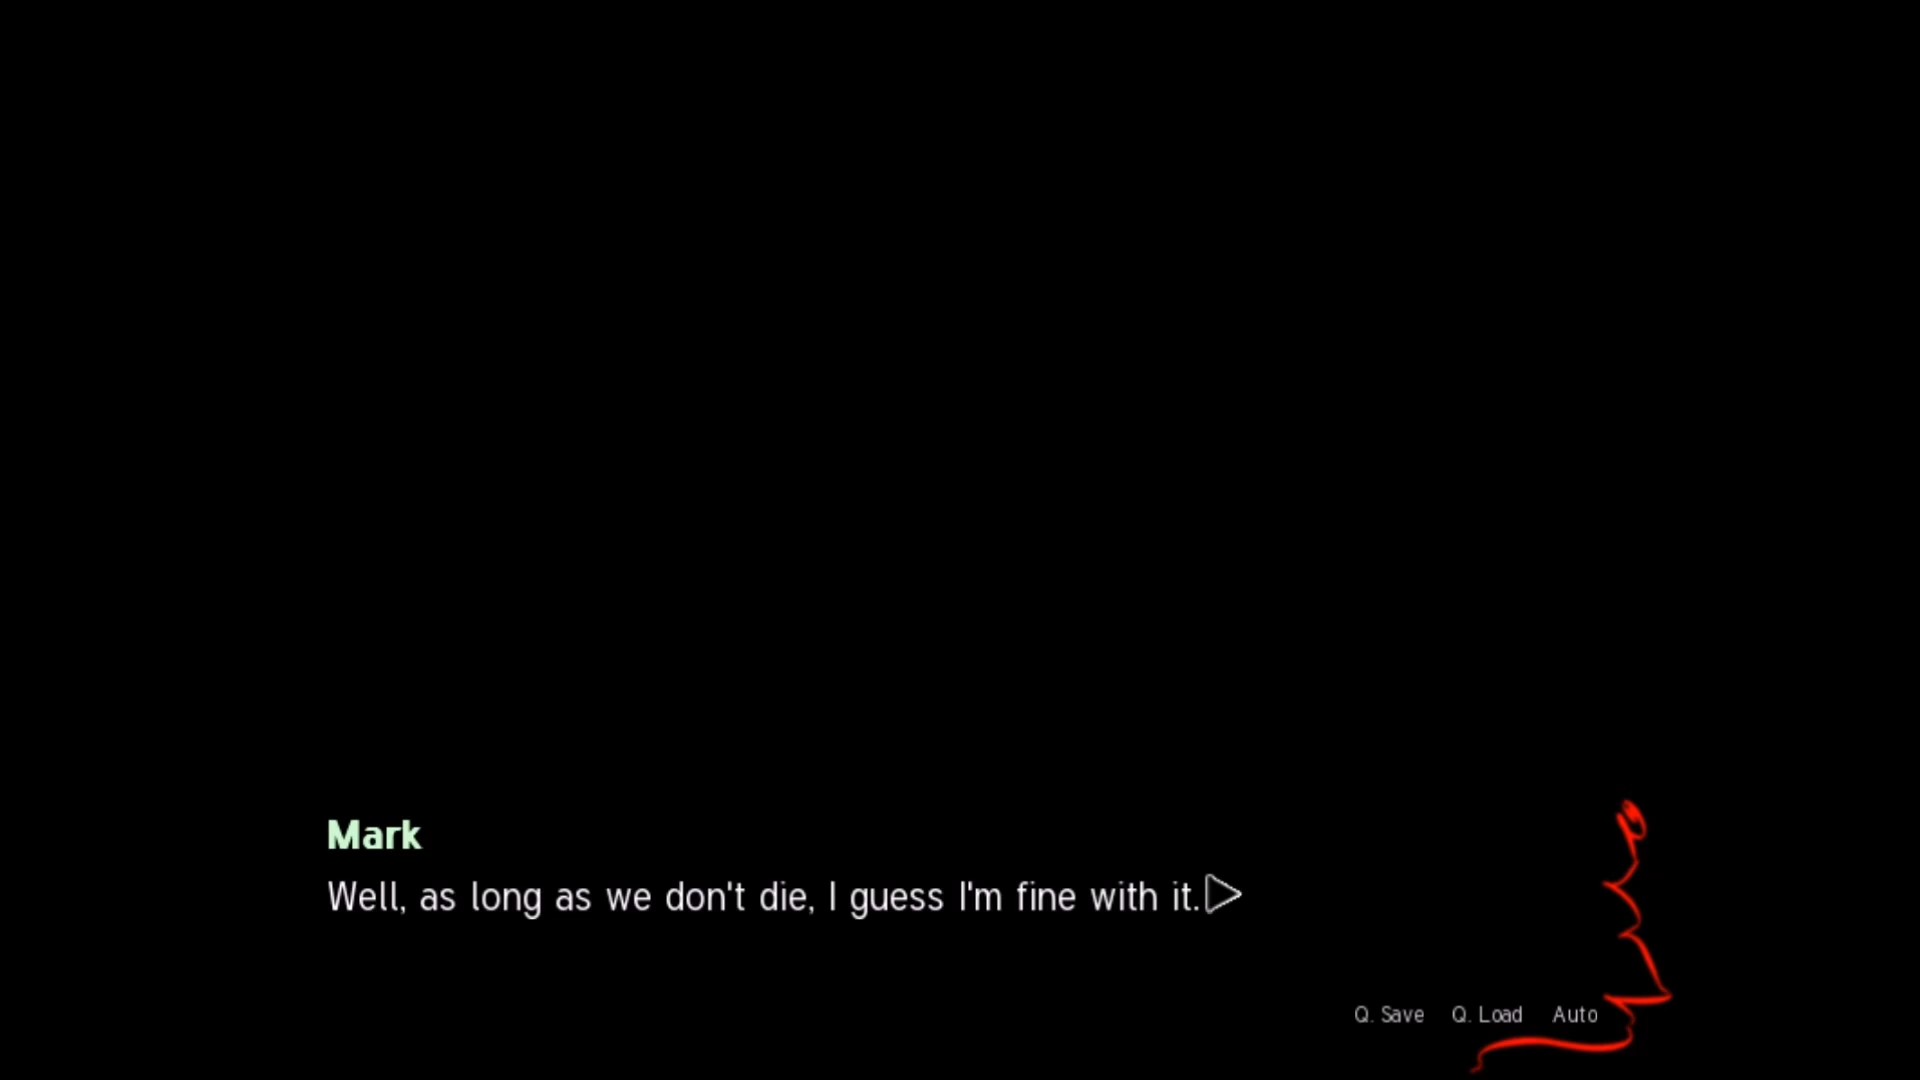 Mark
Well, as long as we don't die, I guess I'm fine with it.
Q. Save Q. Load Auto